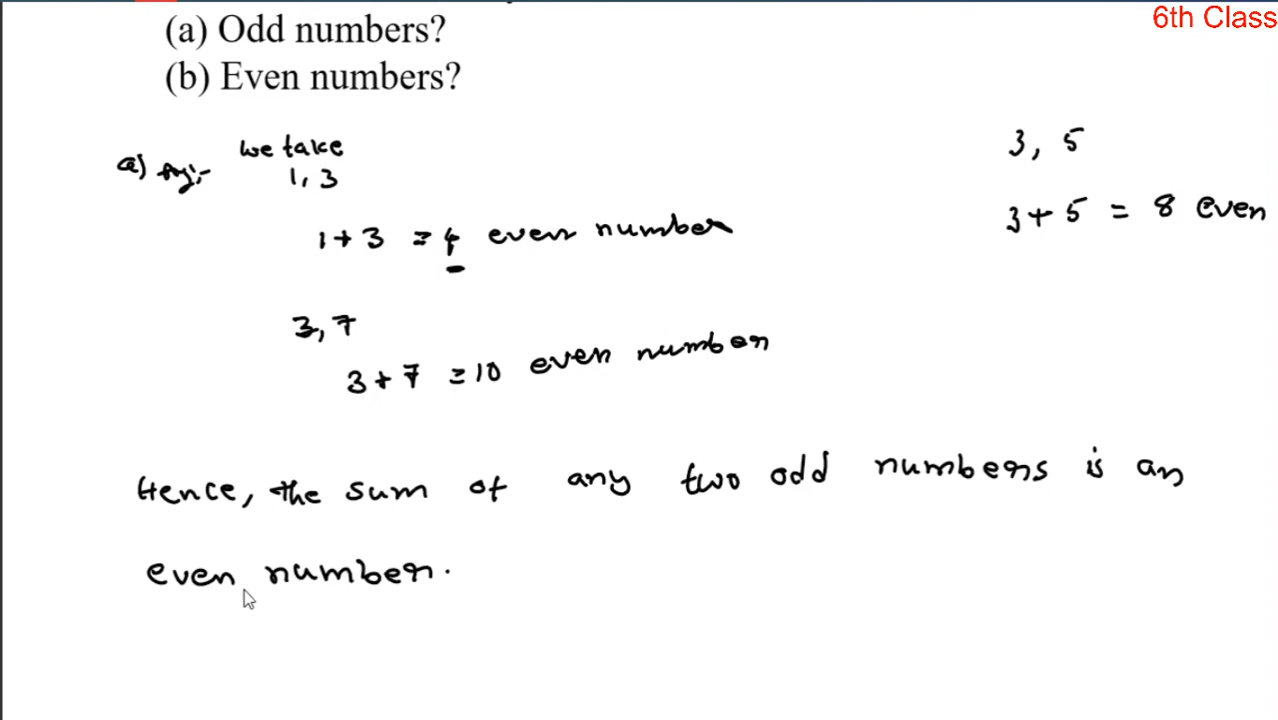 6th Class
(a) Odd numbers?
(b) Even numbers?
a) we take
1, 3
1 + 3 = 4 even number
3, 5
3 + 5 = 8 even
3, 7
3 + 7 = 10 even number
Hence, the sum of any two odd numbers is an
even number.